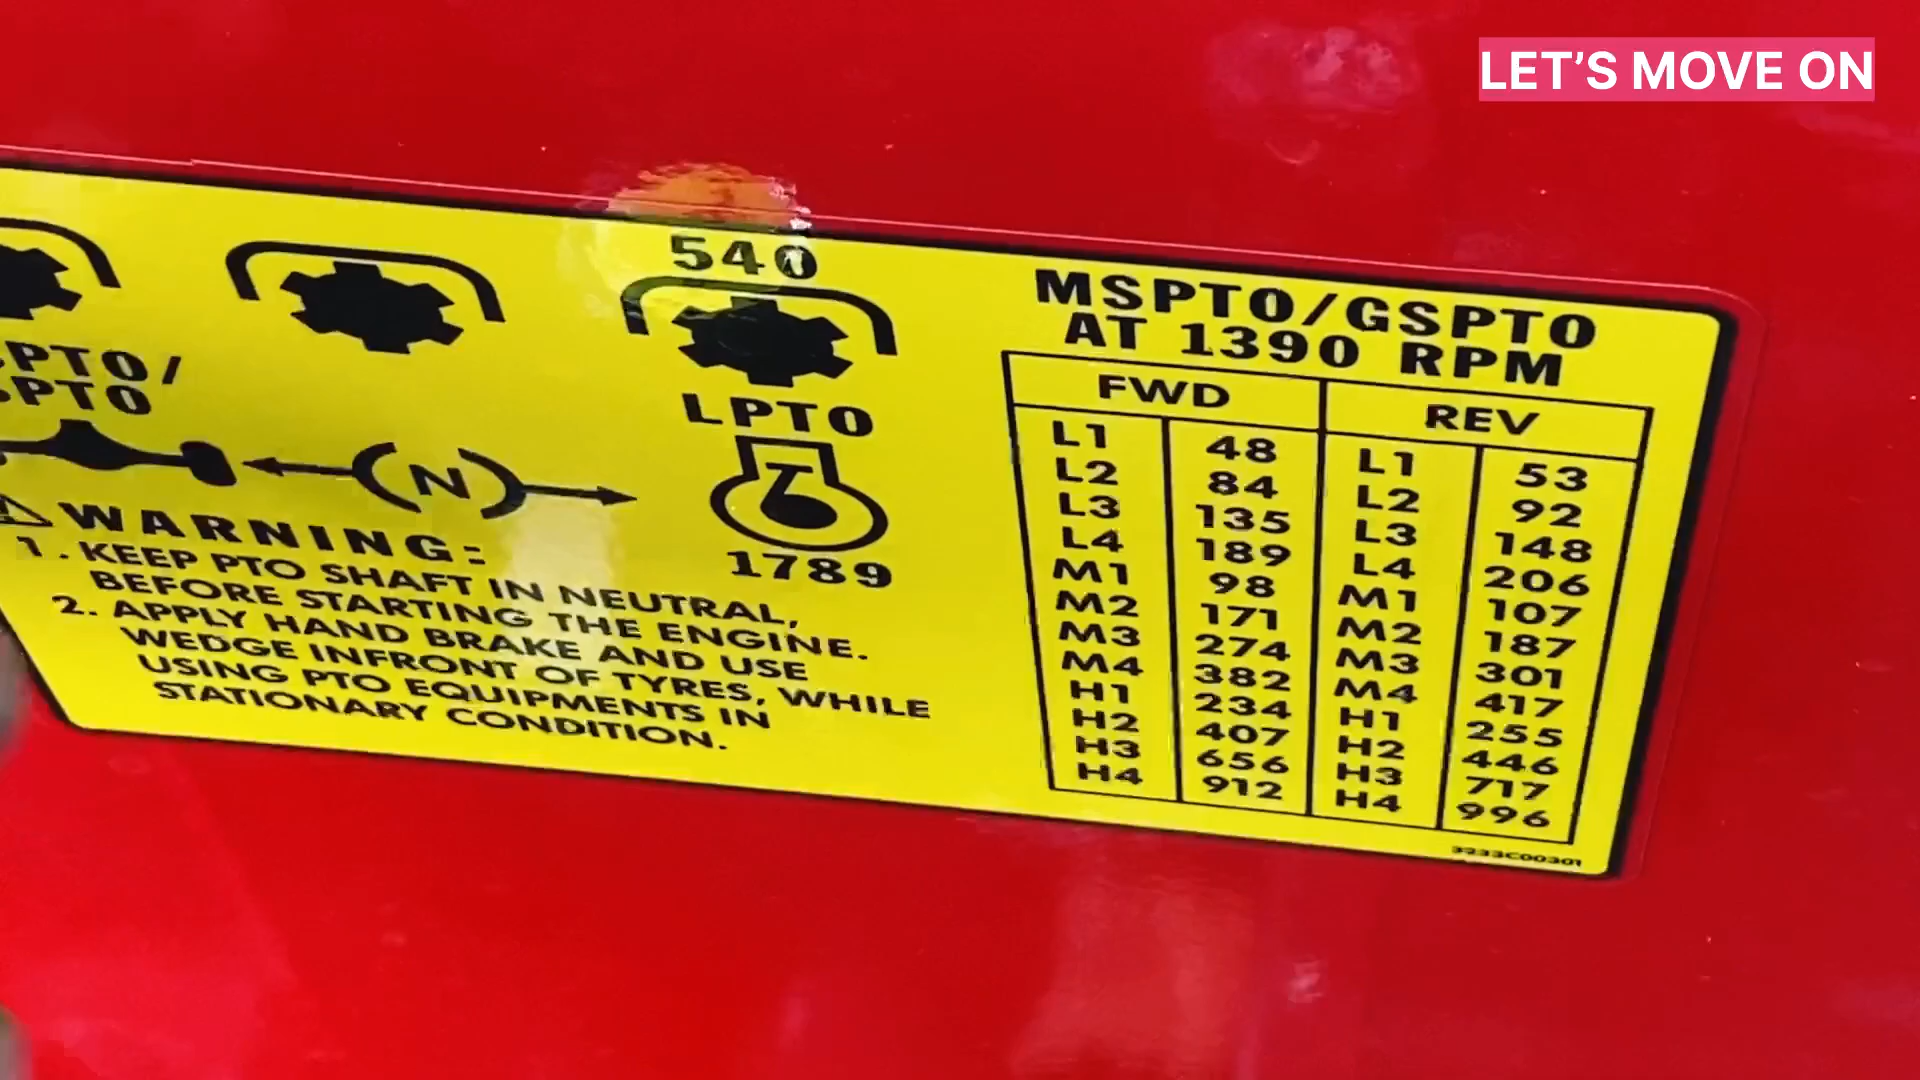 LET'S MOVE ON
540
MSPTO/GSPTO
AT 1390 RPM
PTO/
PTO
LPTO
N
1789
WARNING:
1. KEEP PTO SHAFT IN NEUTRAL,
BEFORE STARTING THE ENGINE.
2. APPLY HAND BRAKE AND USE
WEDGE INFRONT OF TYRES, WHILE
USING PTO EQUIPMENTS IN
STATIONARY CONDITION.
FWD REV
L1 48 L1 53
L2 84 L2 92
L3 135 L3 148
L4 189 L4 206
M1 98 M1 107
M2 171 M2 187
M3 274 M3 301
M4 382 M4 417
H1 234 H1 255
H2 407 H2 446
H3 656 H3 717
H4 912 H4 996
3233C00301